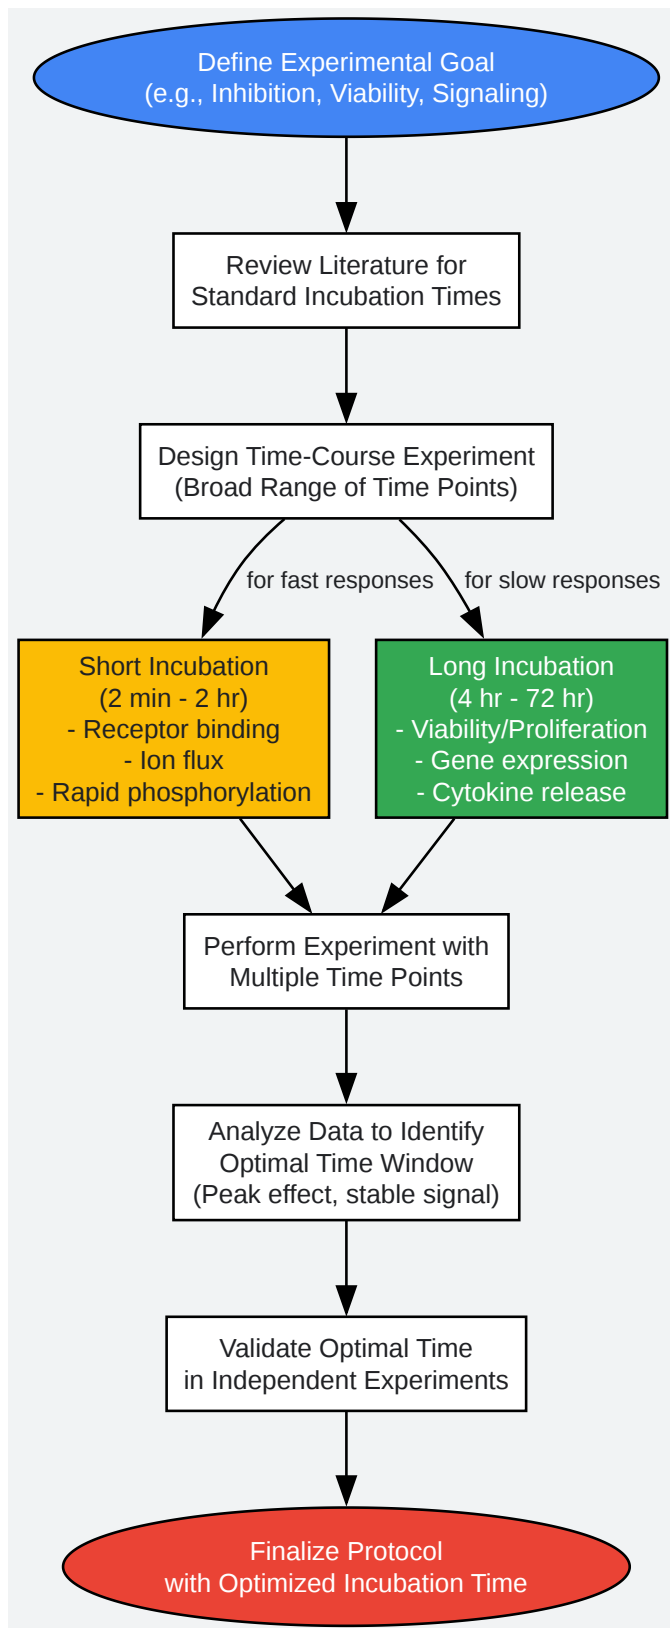 Define Experimental Goal
(e.g., Inhibition, Viability, Signaling)
Review Literature for
Standard Incubation Times
Design Time-Course Experiment
(Broad Range of Time Points)
for fast responses
for slow responses
Short Incubation
(2 min - 2 hr)
- Receptor binding
- Ion flux
- Rapid phosphorylation
Long Incubation
(4 hr - 72 hr)
- Viability/Proliferation
- Gene expression
- Cytokine release
Perform Experiment with
Multiple Time Points
Analyze Data to Identify
Optimal Time Window
(Peak effect, stable signal)
Validate Optimal Time
in Independent Experiments
Finalize Protocol
with Optimized Incubation Time